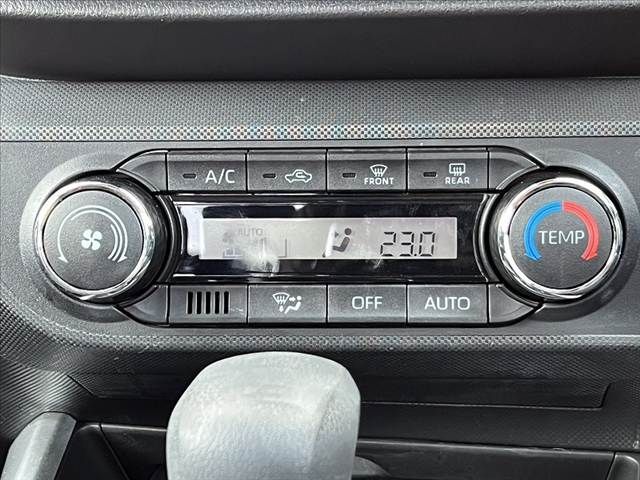 A/C FRONT REAR
AUTO 23.0 TEMP
OFF AUTO